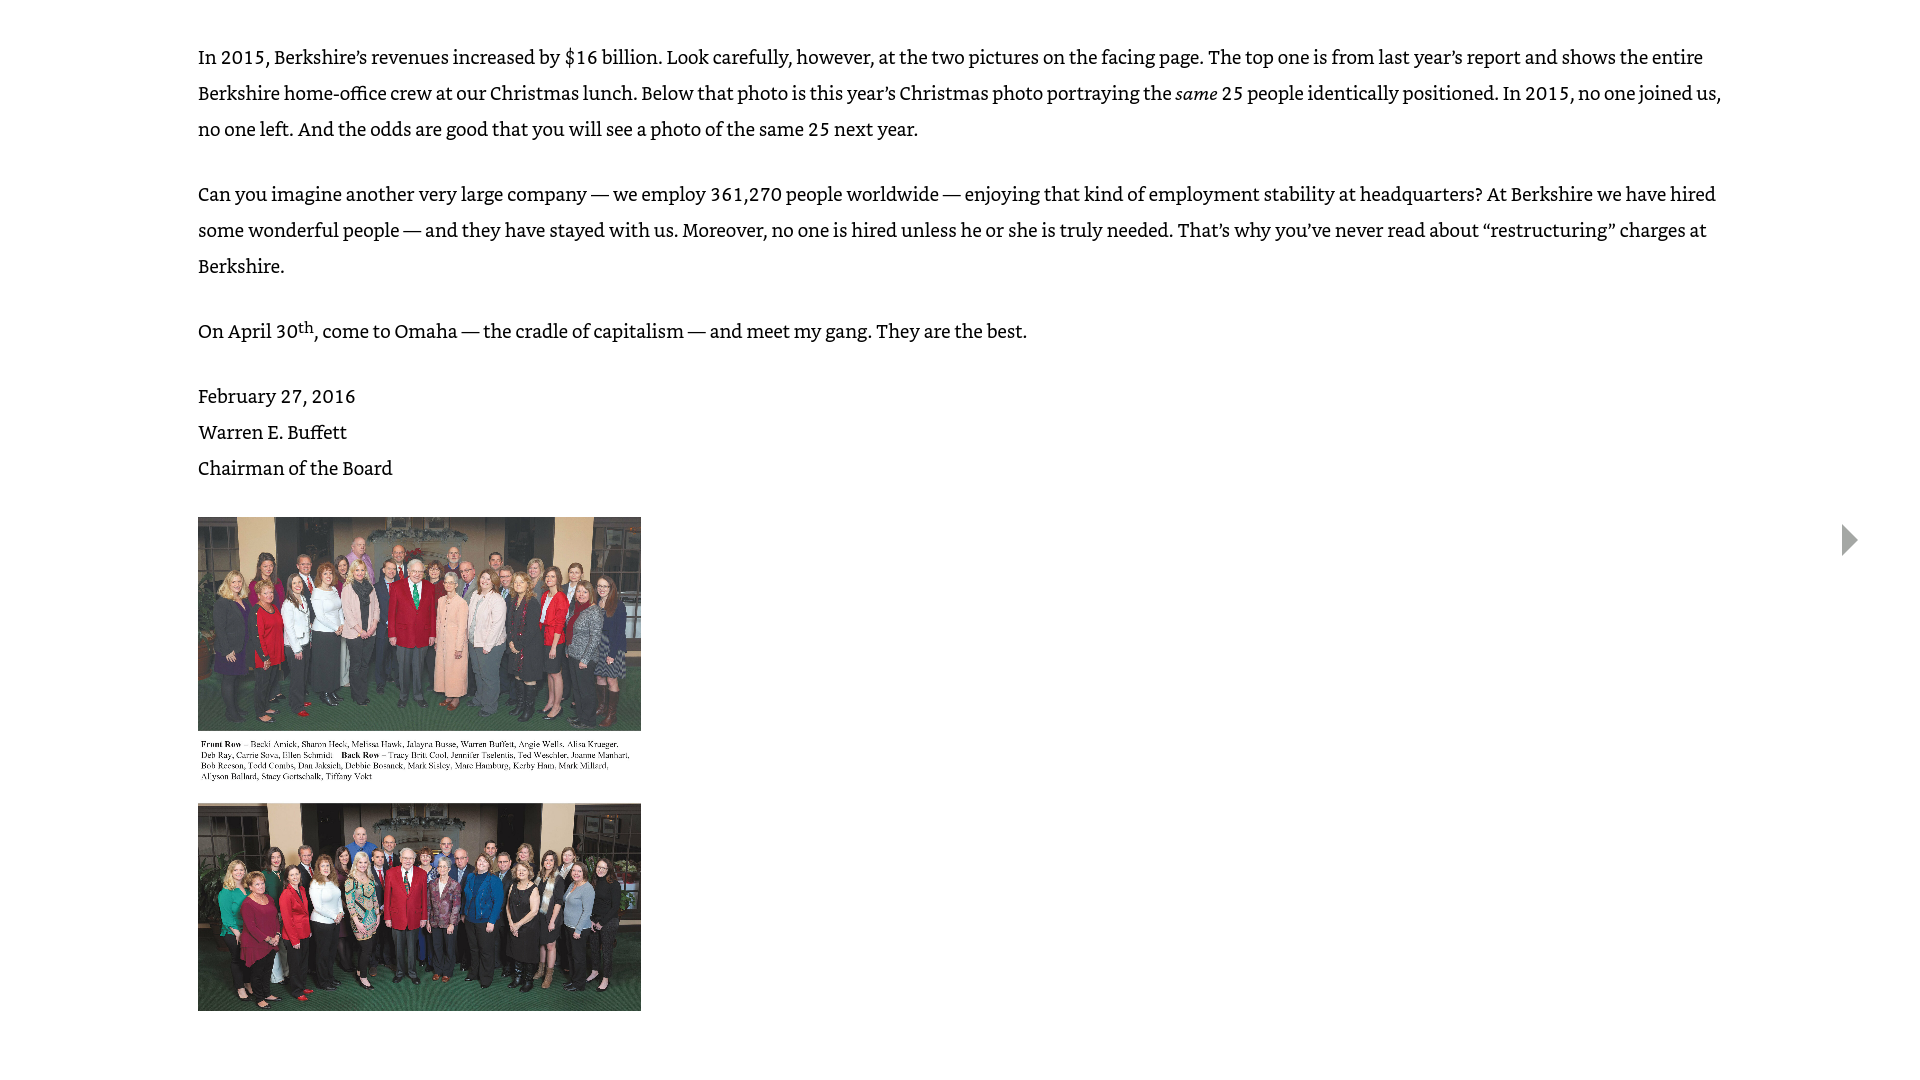 In 2015, Berkshire’s revenues increased by $16 billion. Look carefully, however, at the two pictures on the facing page. The top one is from last year’s report and shows the entire
Berkshire home-office crew at our Christmas lunch. Below that photo is this year’s Christmas photo portraying the same 25 people identically positioned. In 2015, no one joined us,
no one left. And the odds are good that you will see a photo of the same 25 next year.
Can you imagine another very large company — we employ 361,270 people worldwide — enjoying that kind of employment stability at headquarters? At Berkshire we have hired
some wonderful people — and they have stayed with us. Moreover, no one is hired unless he or she is truly needed. That’s why you’ve never read about “restructuring” charges at
Berkshire.
On April 30th, come to Omaha — the cradle of capitalism — and meet my gang. They are the best.
February 27, 2016
Warren E. Buffett
Chairman of the Board
Front Row – Becki Amick, Sharon Heck, Melissa Hawk, Jalayna Busse, Warren Buffett, Angie Wells, Alisa Krueger,
Deb Ray, Carrie Sova, Ellen Schmidt Back Row – Tracy Britt Cool, Jennifer Tselentis, Ted Weschler, Joanne Manhart,
Bob Reeson, Todd Combs, Dan Jaksich, Debbie Bosanek, Mark Sisley, Marc Hamburg, Kerby Ham, Mark Millard,
Allyson Ballard, Stacy Gottschalk, Tiffany Vokt